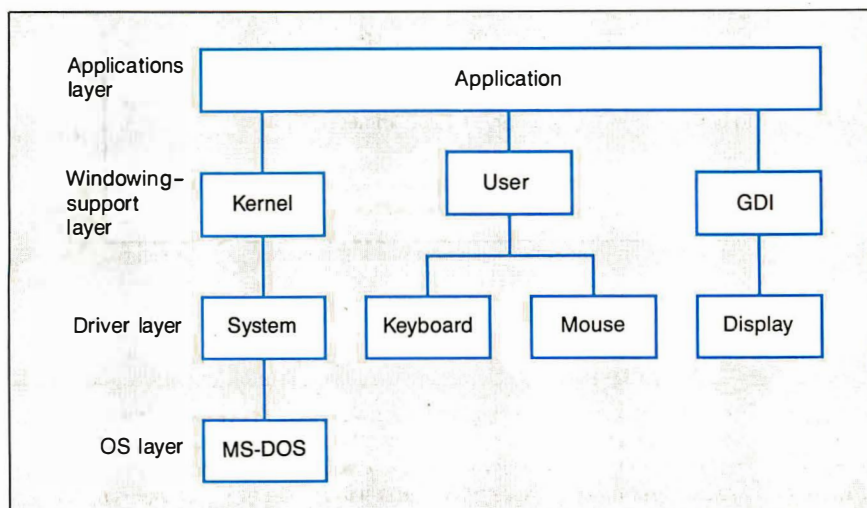 Applications
layer
Application
Windowing-
support
layer
Kernel
User
GDI
Driver layer
System
Keyboard
Mouse
Display
OS layer
MS-DOS